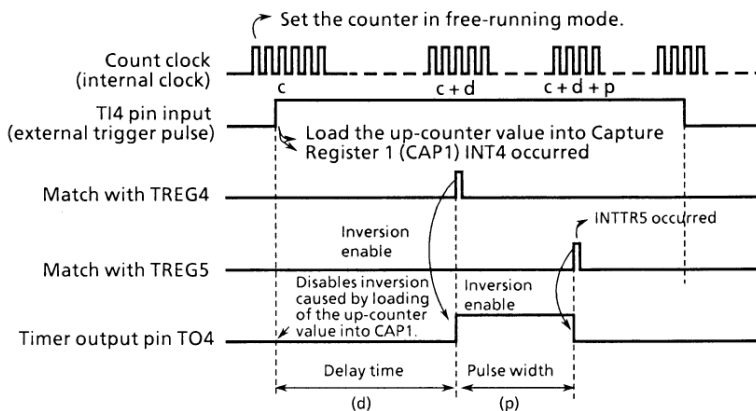 Set the counter in free-running mode.
Count clock
(internal clock)
c
c + d
c + d + p
TI4 pin input
(external trigger pulse)
Load the up-counter value into Capture
Register 1 (CAP1) INT4 occurred
Match with TREG4
INTTR5 occurred
Inversion
enable
Match with TREG5
Disables inversion
caused by loading
of the up-counter
value into CAP1.
Inversion
enable
Timer output pin TO4
Delay time
(d)
Pulse width
(p)